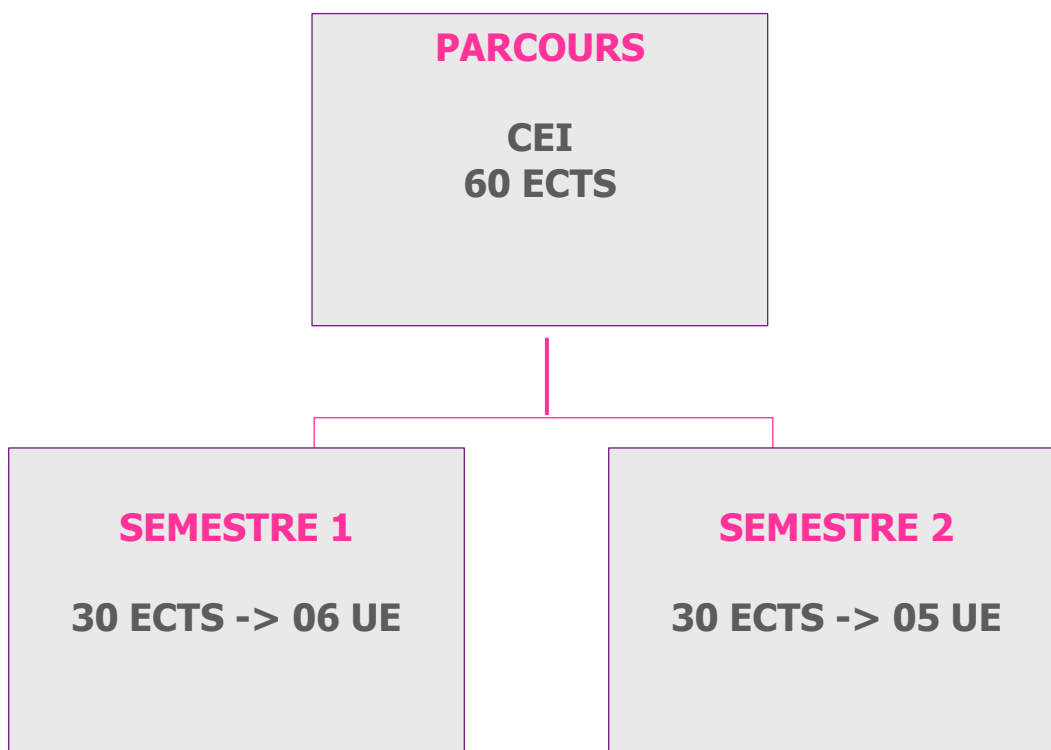 PARCOURS
CEI
60 ECTS
SEMESTRE 1
30 ECTS -> 06 UE
SEMESTRE 2
30 ECTS -> 05 UE